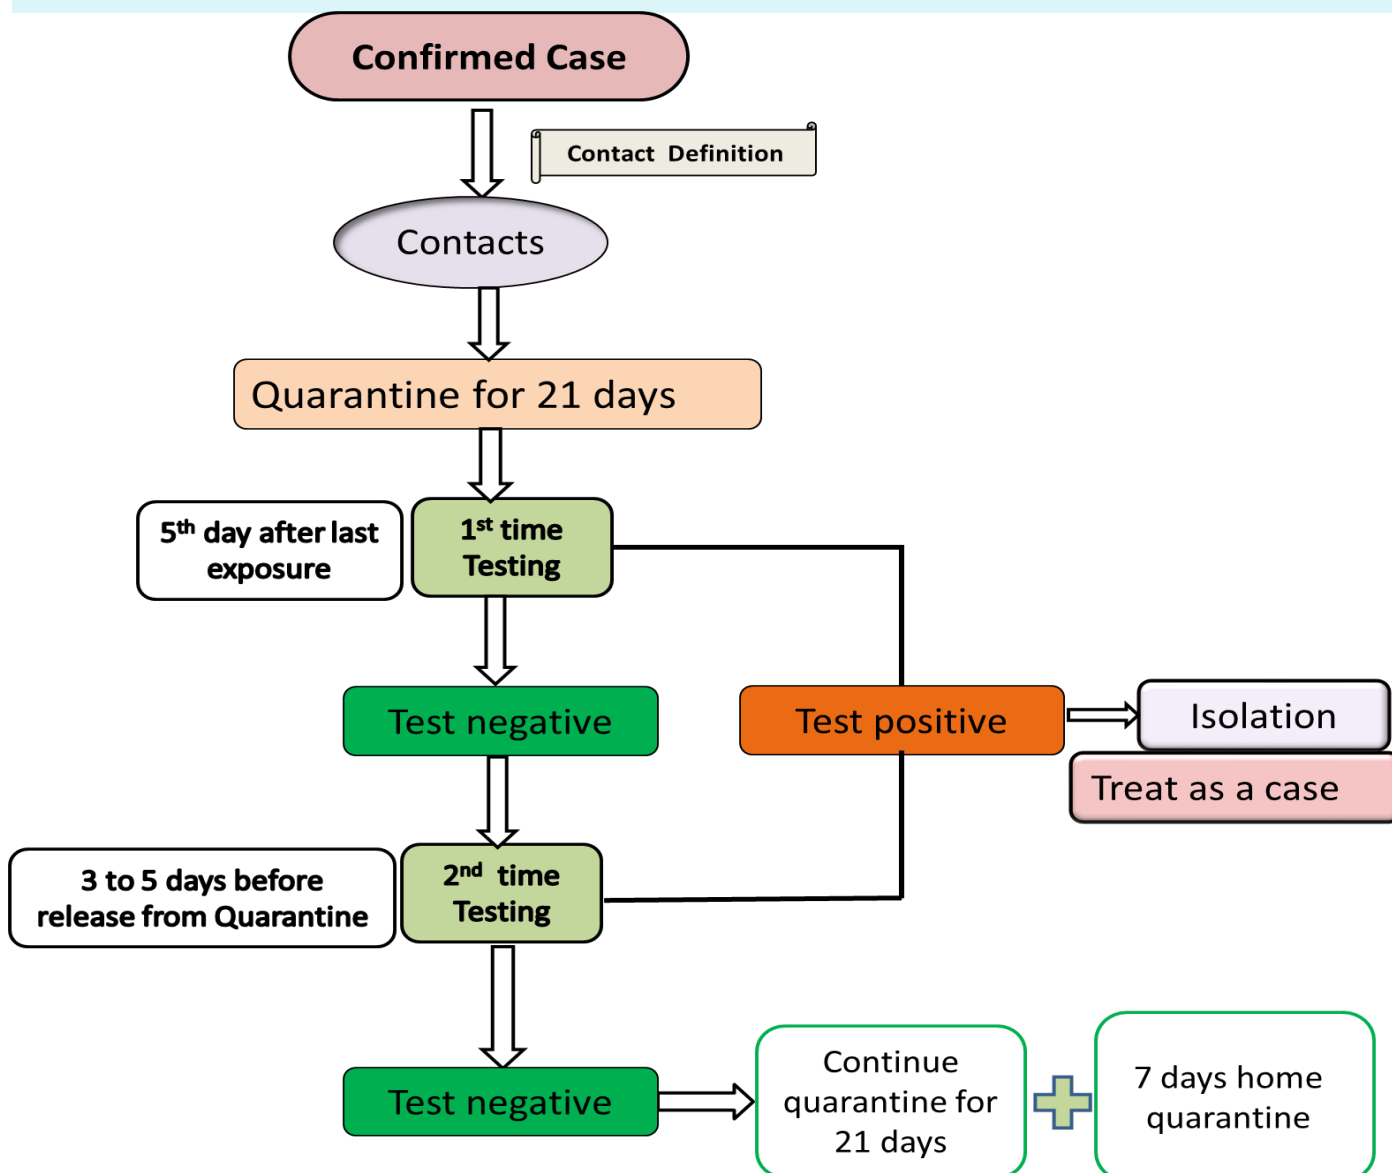 Confirmed Case
Contact Definition
Contacts
Quarantine for 21 days
5th day after last
exposure
1st time
Testing
Test negative
Test positive
Isolation
Treat as a case
3 to 5 days before
release from Quarantine
2nd time
Testing
Test negative
Continue
quarantine for
21 days
7 days home
quarantine